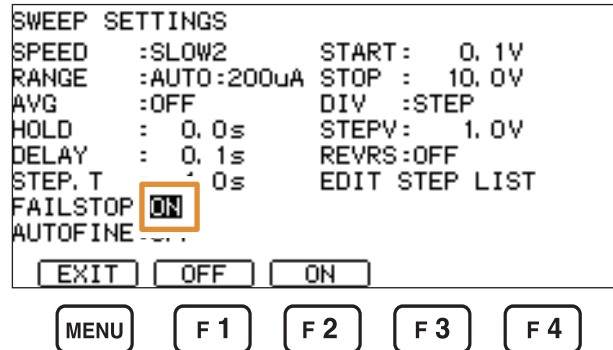 SWEEP SETTINGS
SPEED :SLOW2 START: 0.1V
RANGE :AUTO:200uA STOP : 10.0V
AVG :OFF DIV :STEP
HOLD : 0.0s STEPV: 1.0V
DELAY : 0.1s REVRS:OFF
STEP.T 0s EDIT STEP LIST
FAILSTOP ON
AUTOFINE
EXIT OFF ON
MENU F1 F2 F3 F4